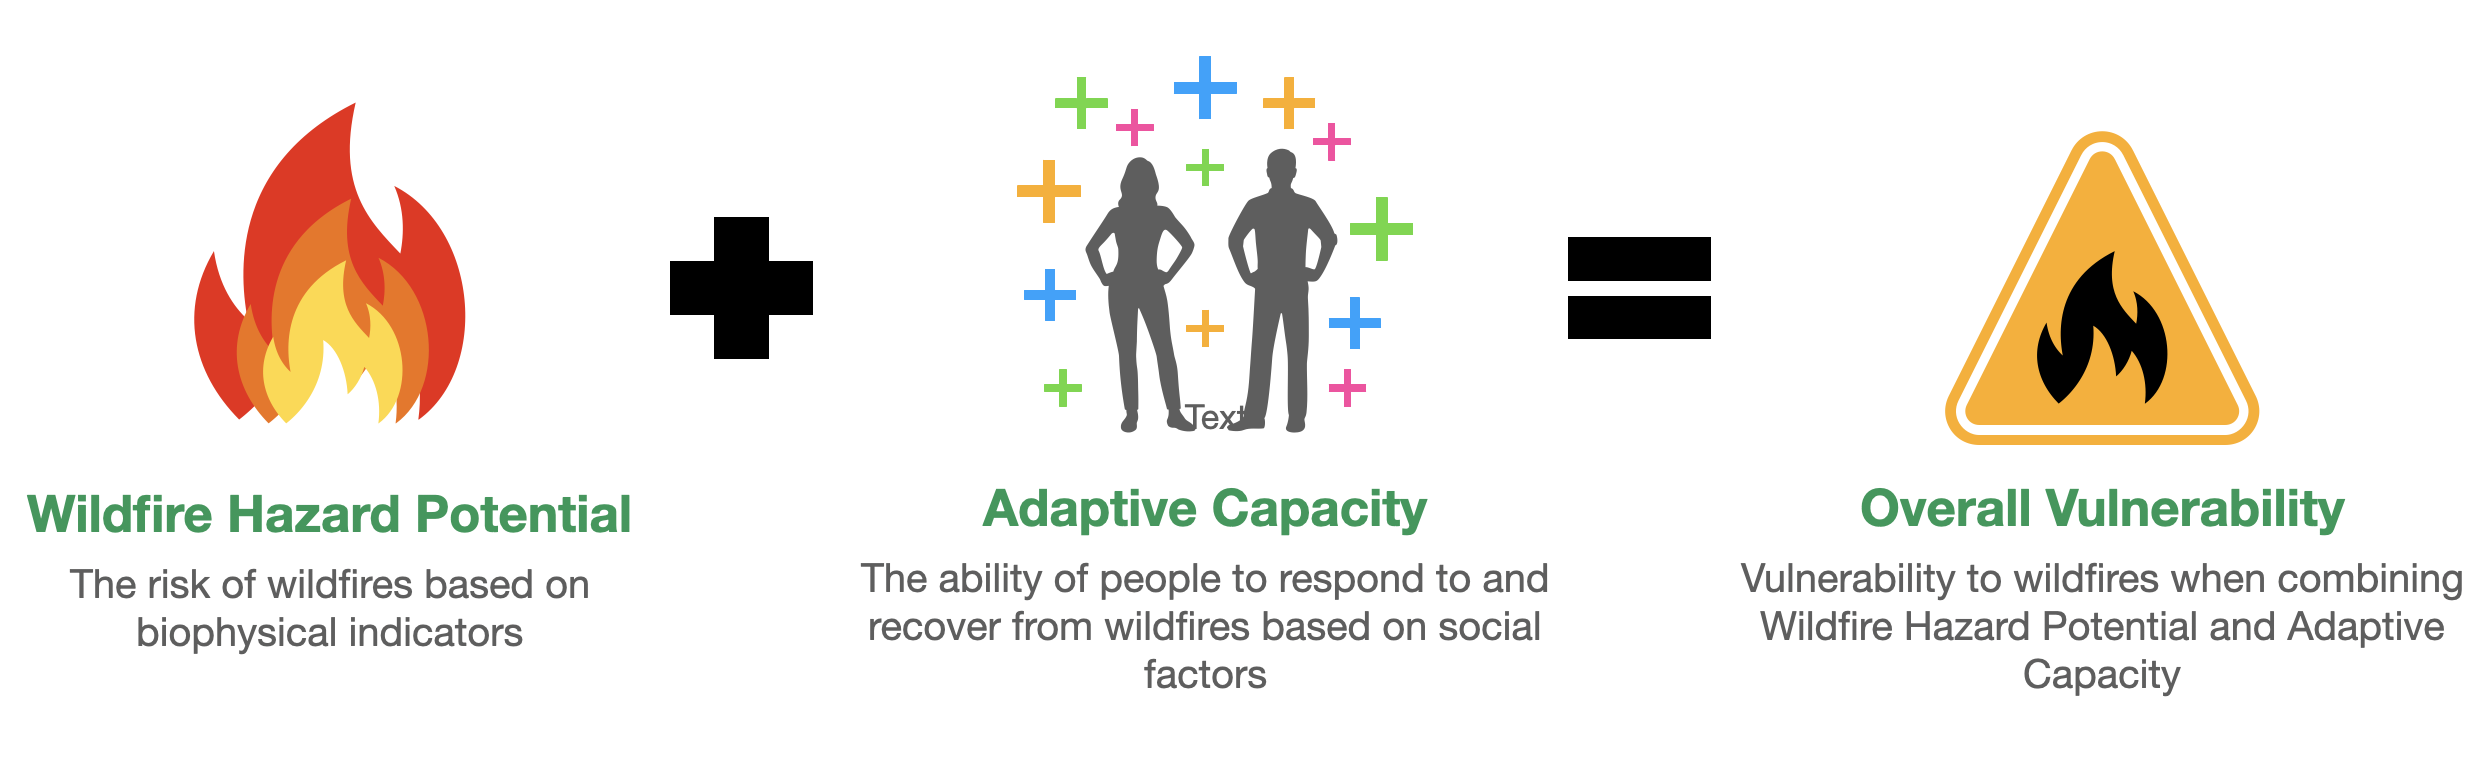 Text
Wildfire Hazard Potential
The risk of wildfires based on
biophysical indicators
Adaptive Capacity
The ability of people to respond to and
recover from wildfires based on social
factors
Overall Vulnerability
Vulnerability to wildfires when combining
Wildfire Hazard Potential and Adaptive
Capacity